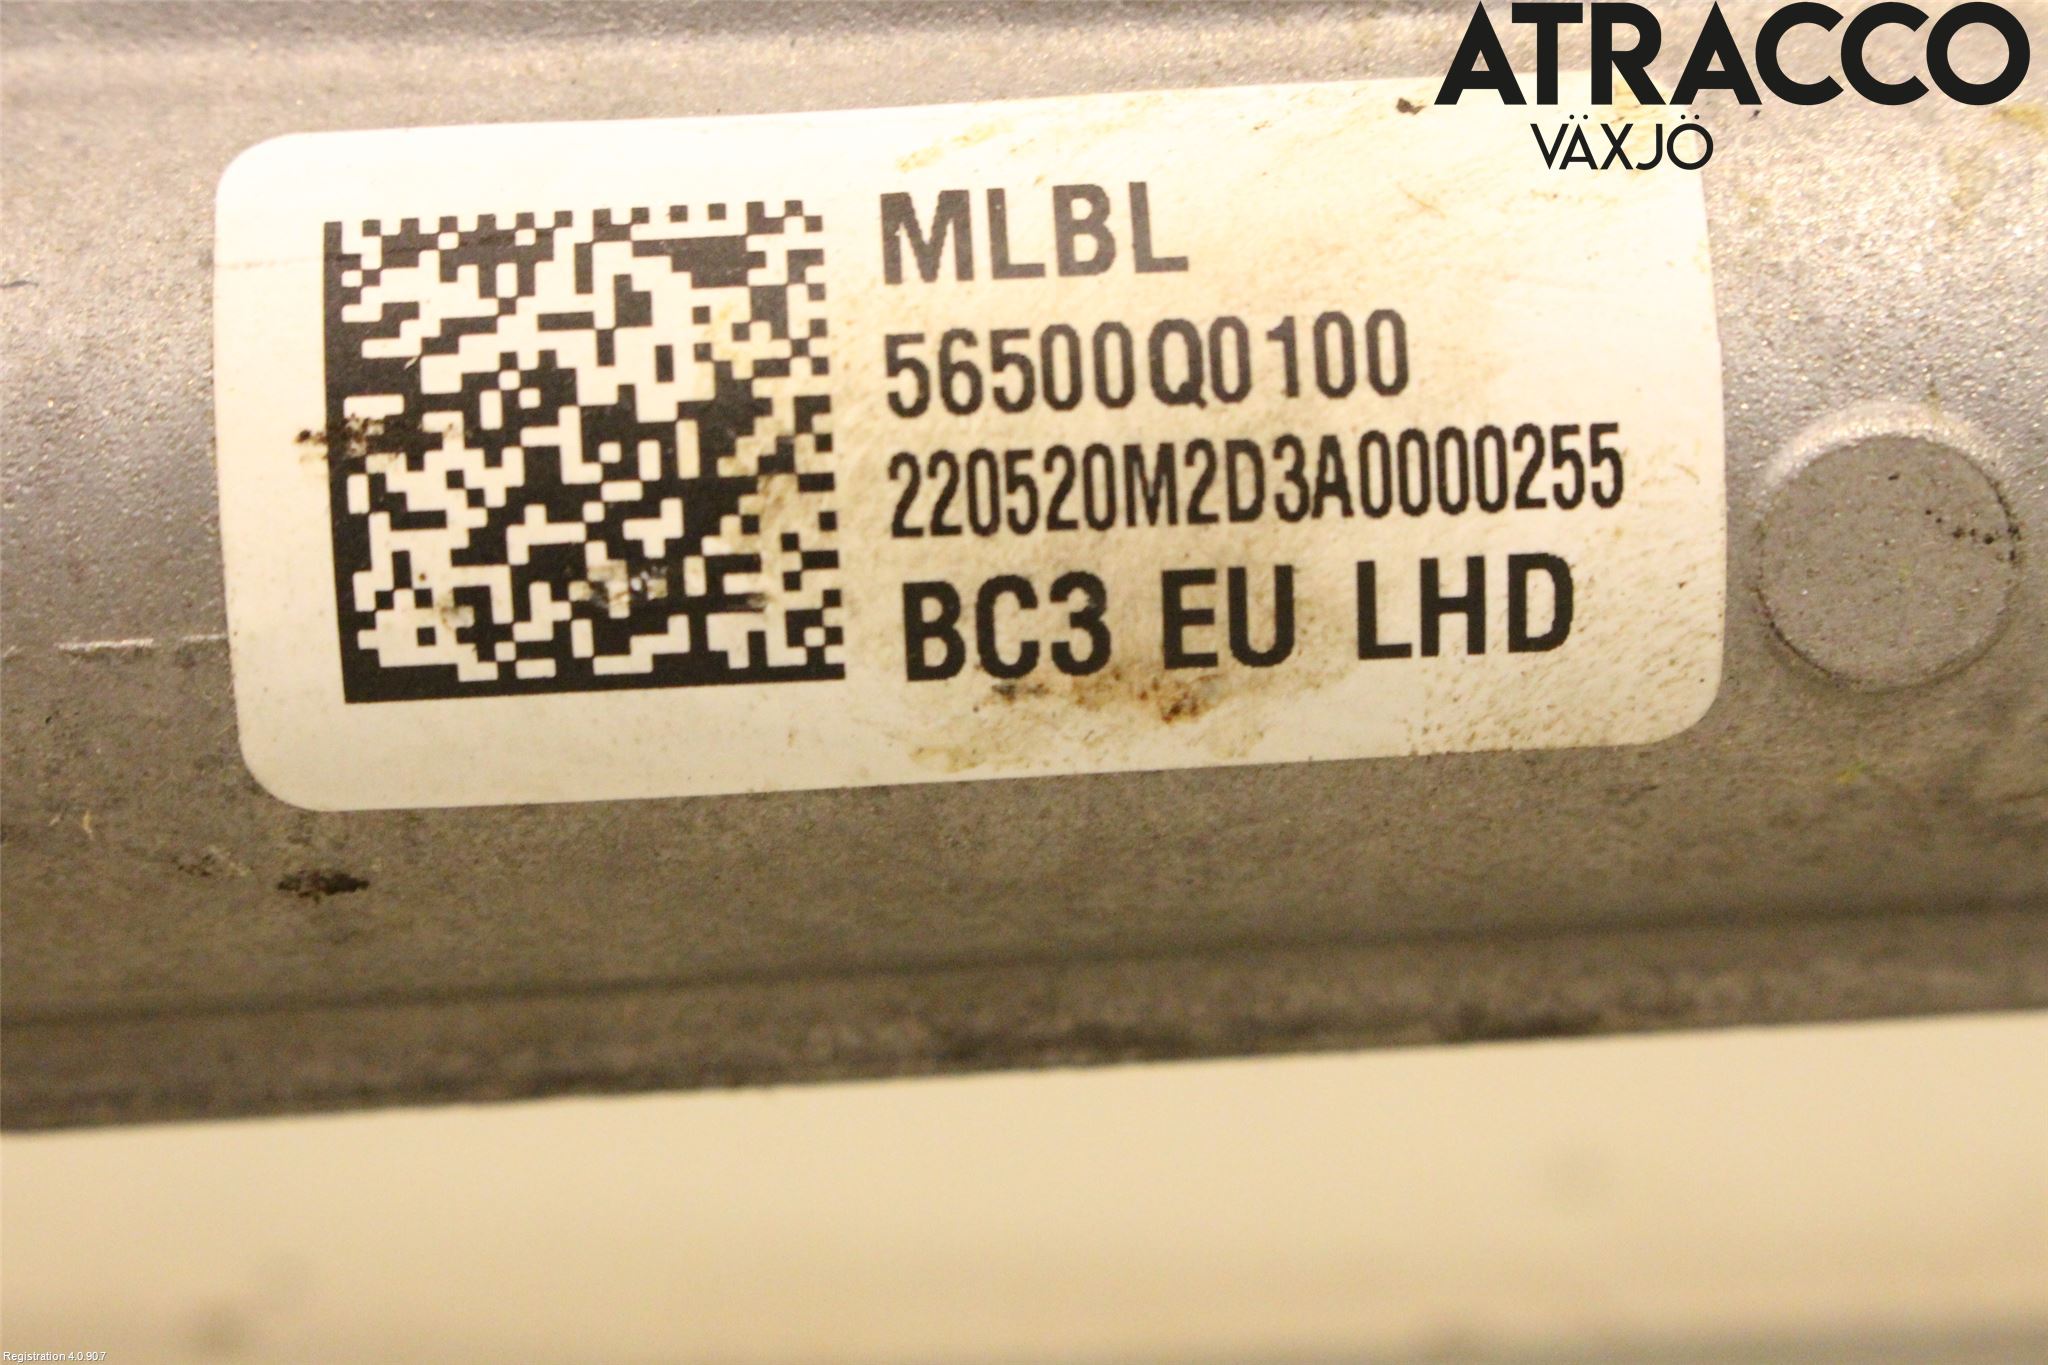 ATRACCO
VÄXJÖ
MLBL
56500Q0100
220520M2D3A0000255
BC3 EU LHD
Registration 4.0.90.7